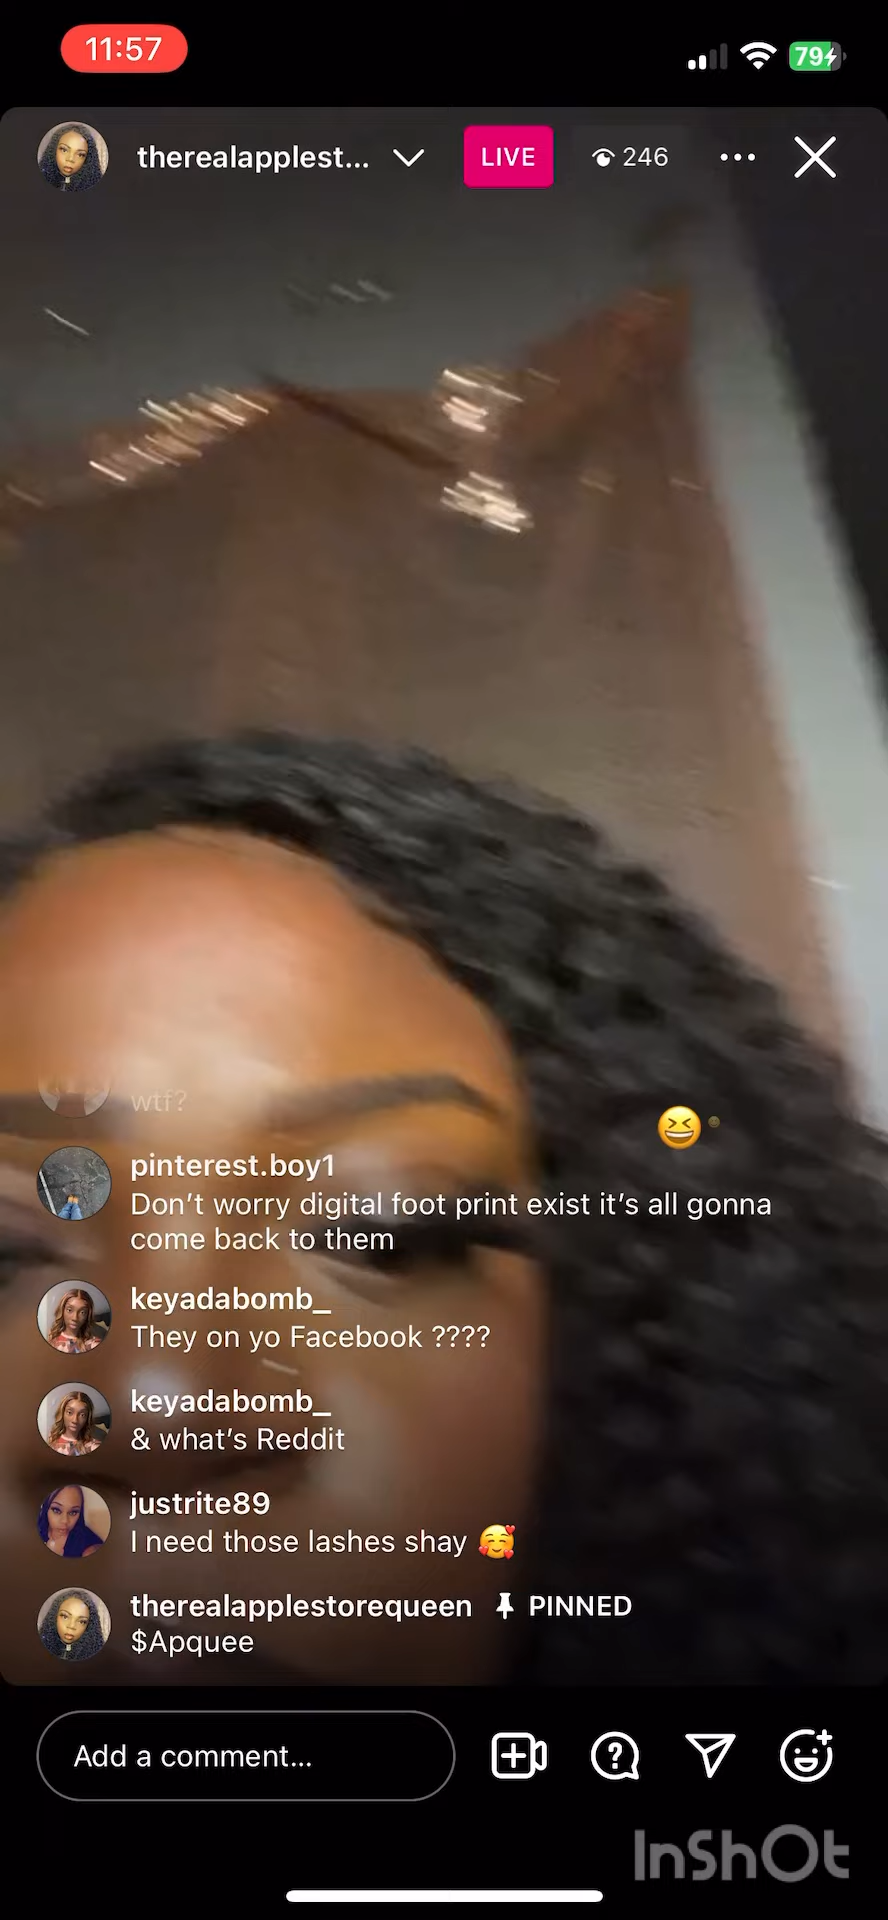 11:57
79
therealapplest...
LIVE
246
wtf?
pinterest.boy1
Don't worry digital foot print exist it's all gonna
come back to them
keyadabomb_
They on yo Facebook ????
keyadabomb_
& what's Reddit
justrite89
I need those lashes shay 🥰
therealapplestorequeen PINNED
$Apquee
Add a comment...
InShOt